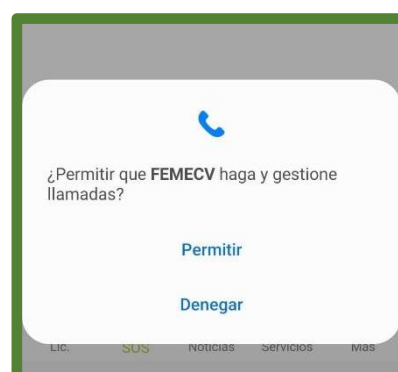 ¿Permitir que FEMECV haga y gestione
llamadas?
Permitir
Denegar
Lic. SOS Noticias Servicios Más